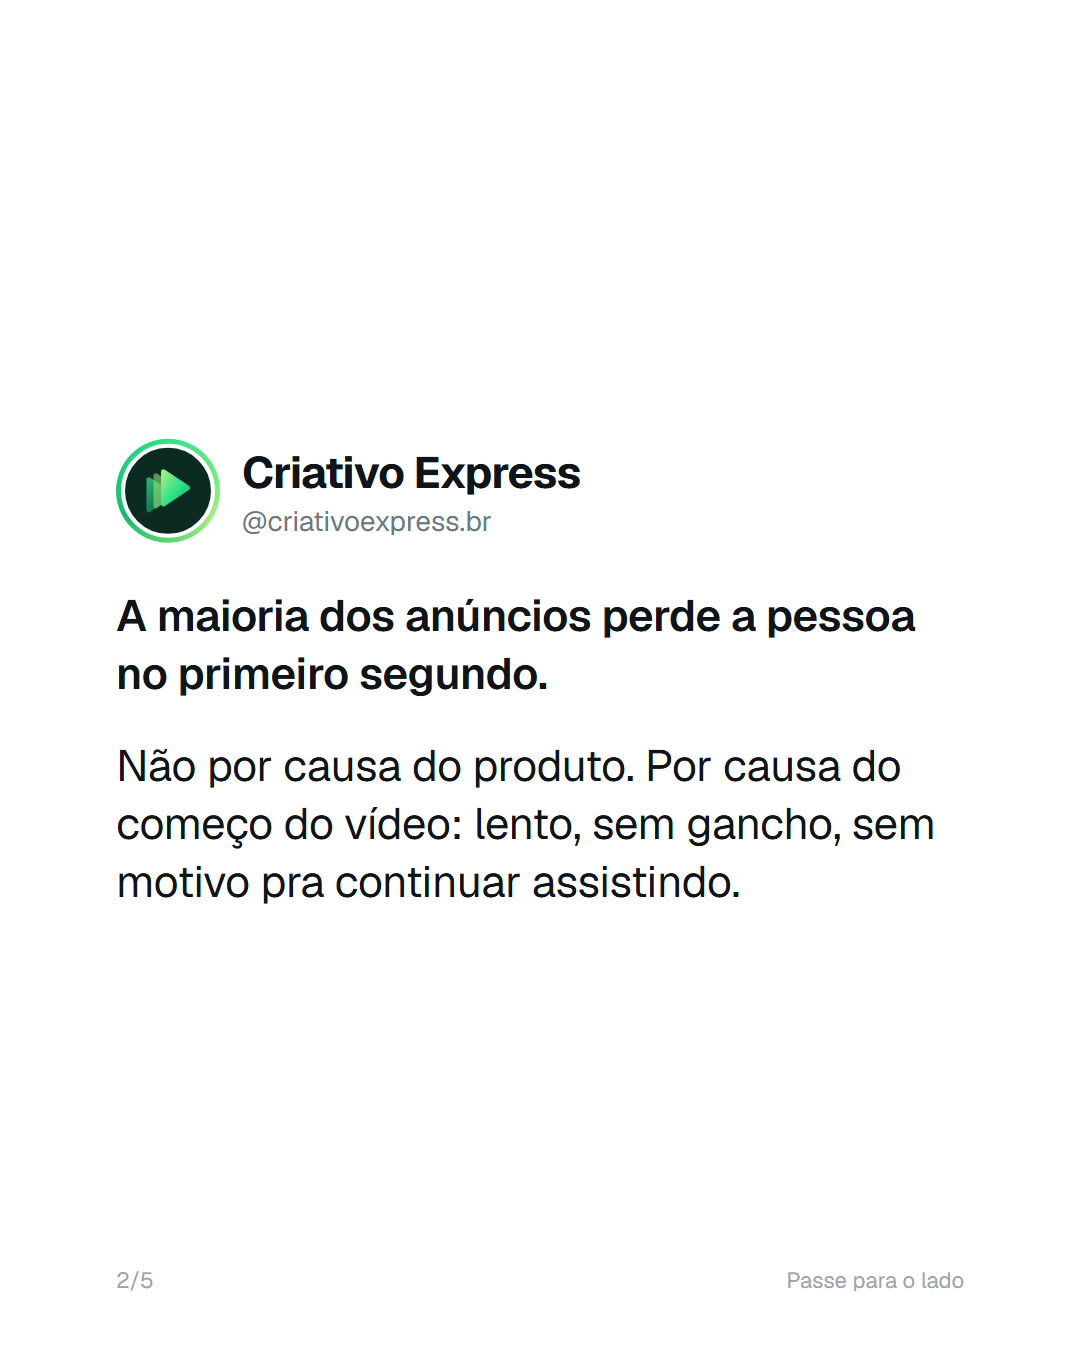 Criativo Express
@criativoexpress.br
A maioria dos anúncios perde a pessoa
no primeiro segundo.
Não por causa do produto. Por causa do
começo do vídeo: lento, sem gancho, sem
motivo pra continuar assistindo.
2/5
Passe para o lado